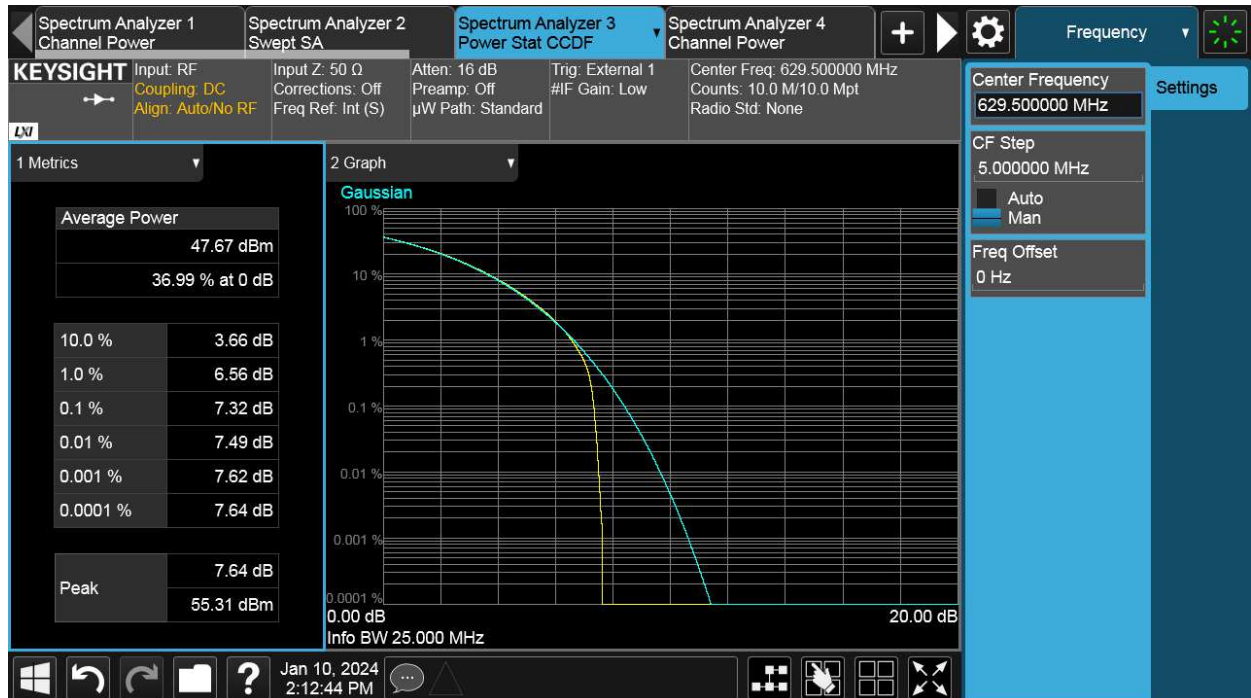 Spectrum Analyzer 1
Channel Power
Spectrum Analyzer 2
Swept SA
Spectrum Analyzer 3
Power Stat CCDF
Spectrum Analyzer 4
Channel Power
+
Frequency
KEYSIGHT
LXI
Input: RF
Coupling: DC
Align: Auto/No RF
Input Z: 50 Ω
Corrections: Off
Freq Ref: Int (S)
Atten: 16 dB
Preamp: Off
µW Path: Standard
Trig: External 1
#IF Gain: Low
Center Freq: 629.500000 MHz
Counts: 10.0 M/10.0 Mpt
Radio Std: None
Center Frequency
629.500000 MHz
Settings
CF Step
5.000000 MHz
Auto
Man
Freq Offset
0 Hz
1 Metrics
Average Power
47.67 dBm
36.99 % at 0 dB
10.0 % 3.66 dB
1.0 % 6.56 dB
0.1 % 7.32 dB
0.01 % 7.49 dB
0.001 % 7.62 dB
0.0001 % 7.64 dB
Peak
7.64 dB
55.31 dBm
2 Graph
Gaussian
100 %
10 %
1 %
0.1 %
0.01 %
0.001 %
0.0001 %
0.00 dB 20.00 dB
Info BW 25.000 MHz
?
Jan 10, 2024
2:12:44 PM